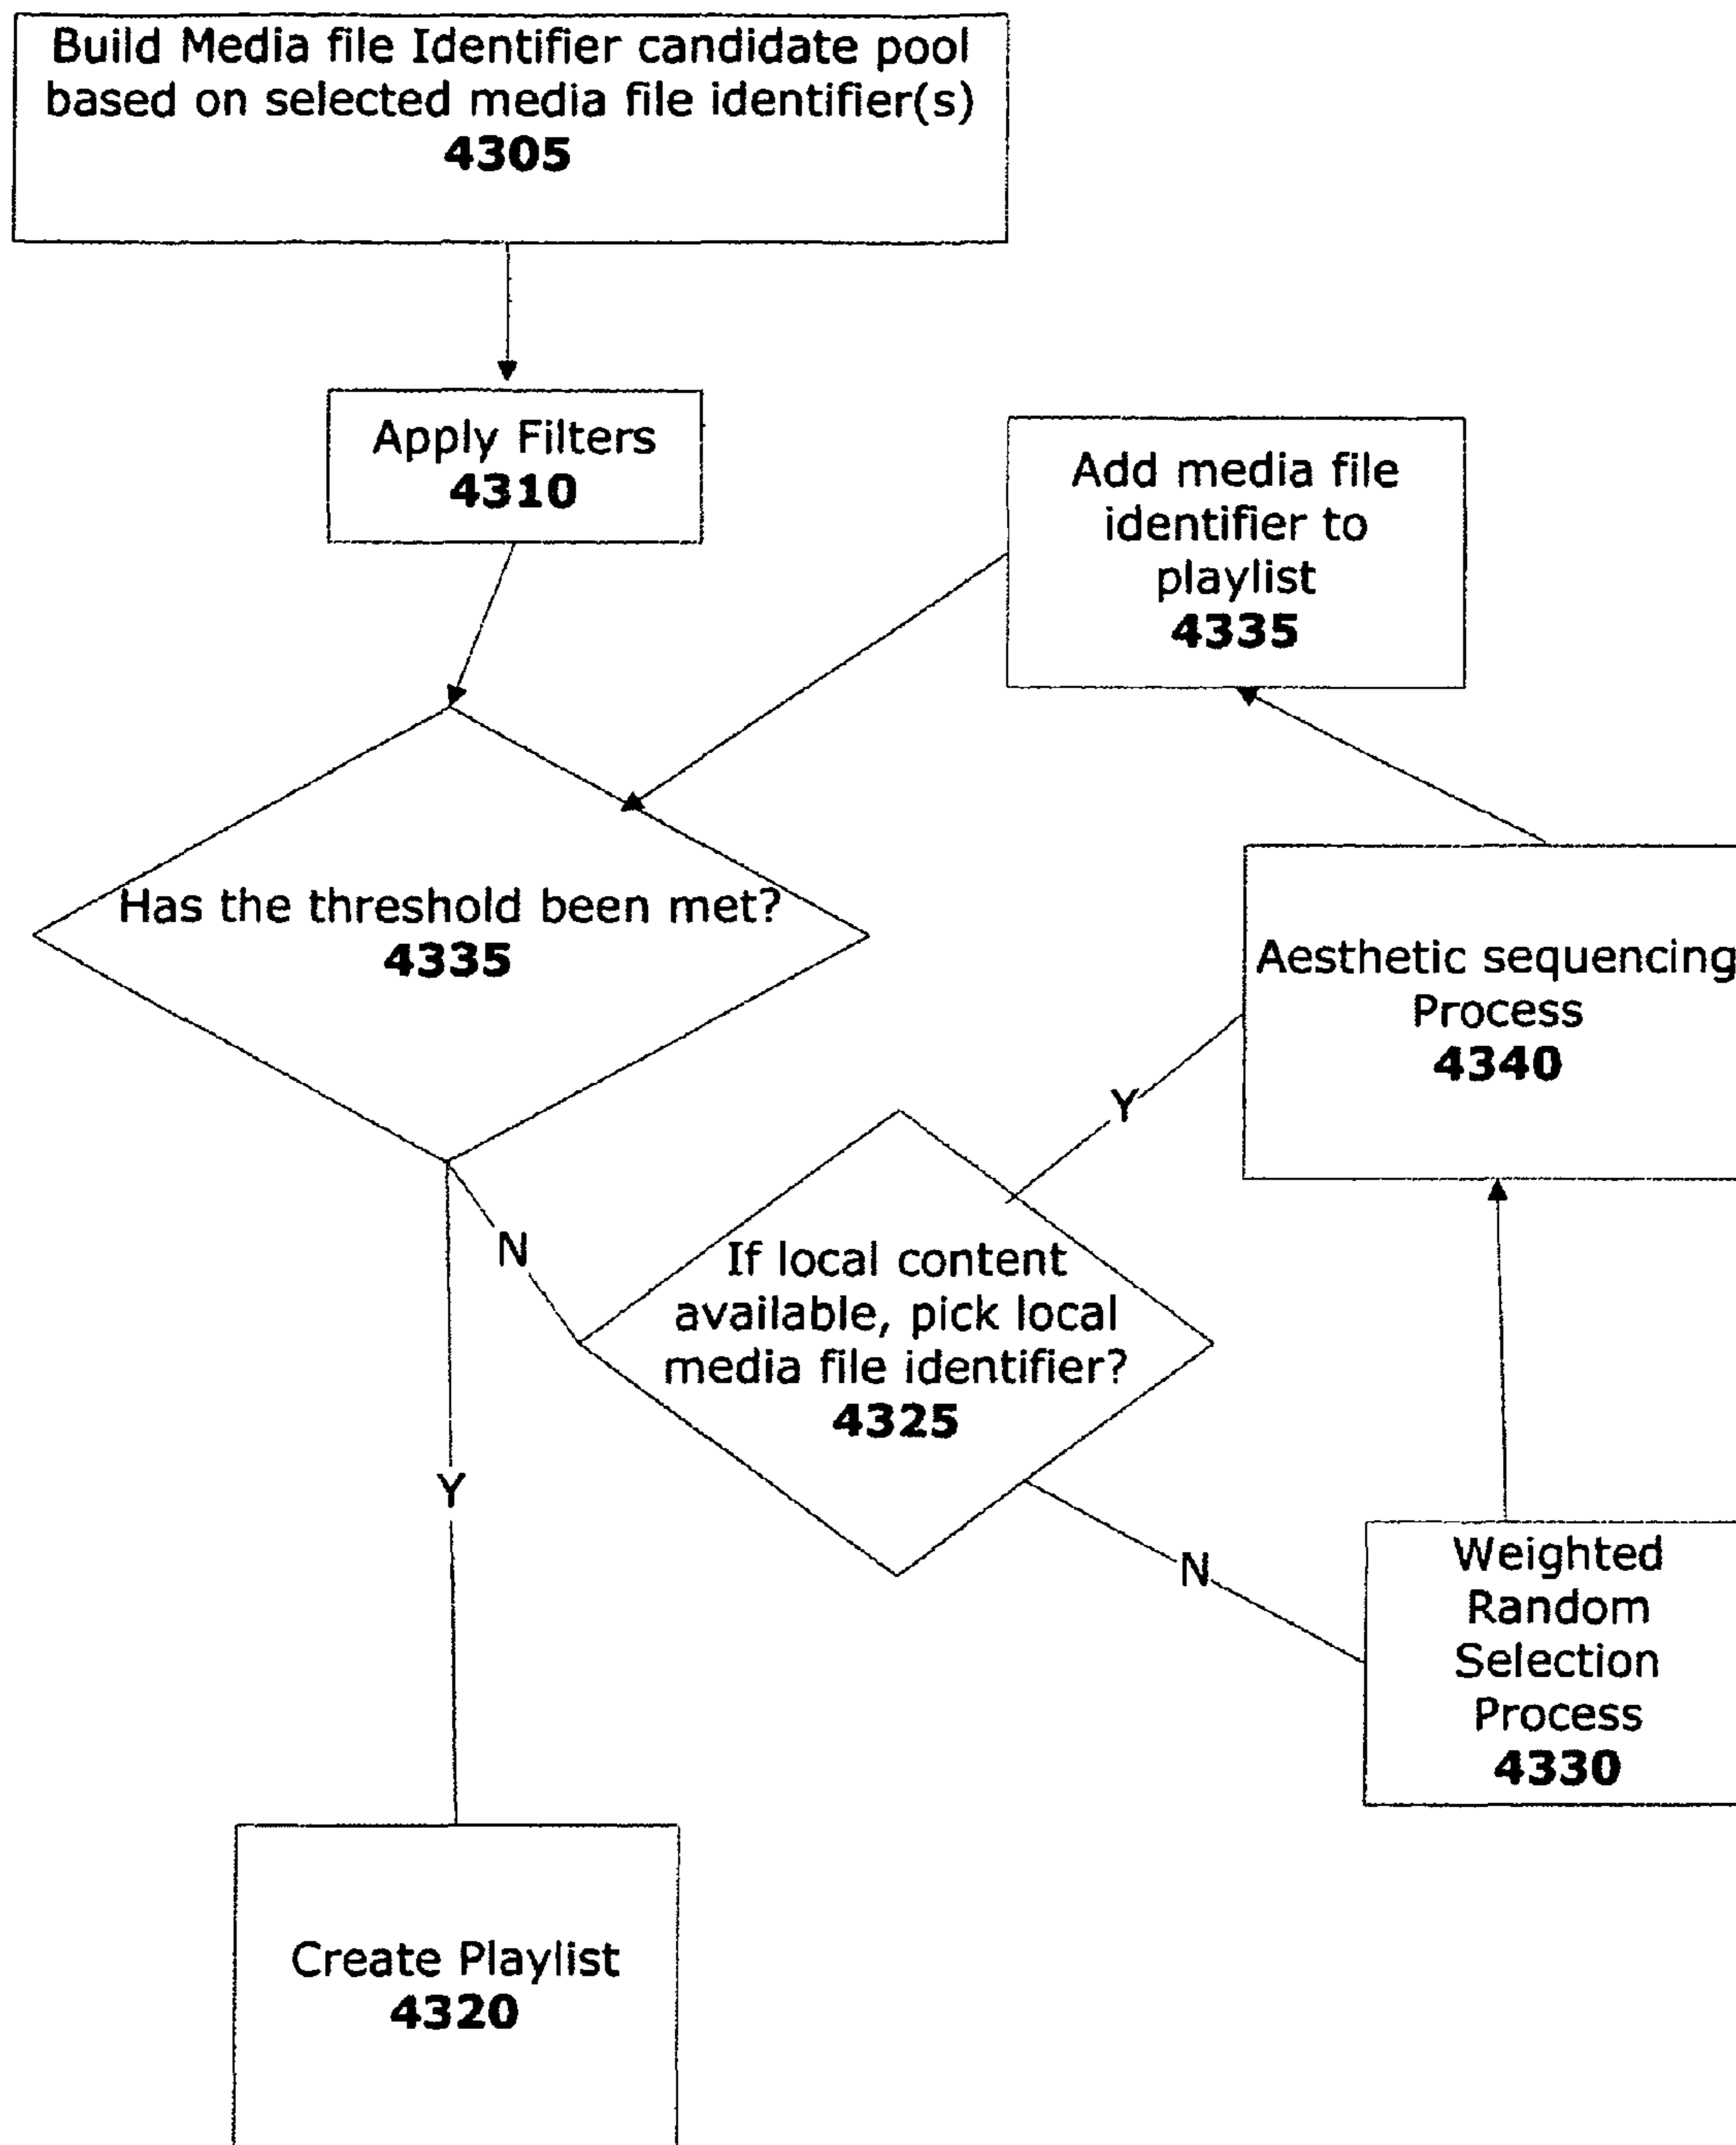 Build Media file Identifier candidate pool
based on selected media file identifier(s)
4305
Apply Filters
4310
Add media file
identifier to
playlist
4335
Has the threshold been met?
4335
Aesthetic sequencing
Process
4340
Y
N
If local content
available, pick local
media file identifier?
4325
Y
N
Weighted
Random
Selection
Process
4330
Create Playlist
4320